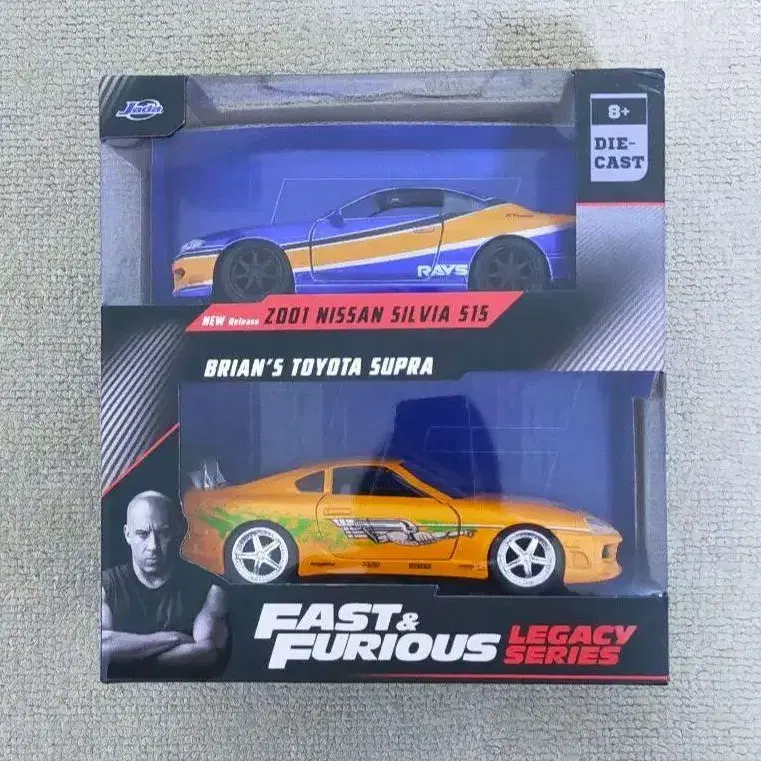 Jada
8+
DIE-
CAST
RAYS
NEW Release 2001 NISSAN SILVIA S15
BRIAN'S TOYOTA SUPRA
FAST &
FURIOUS
LEGACY
SERIES